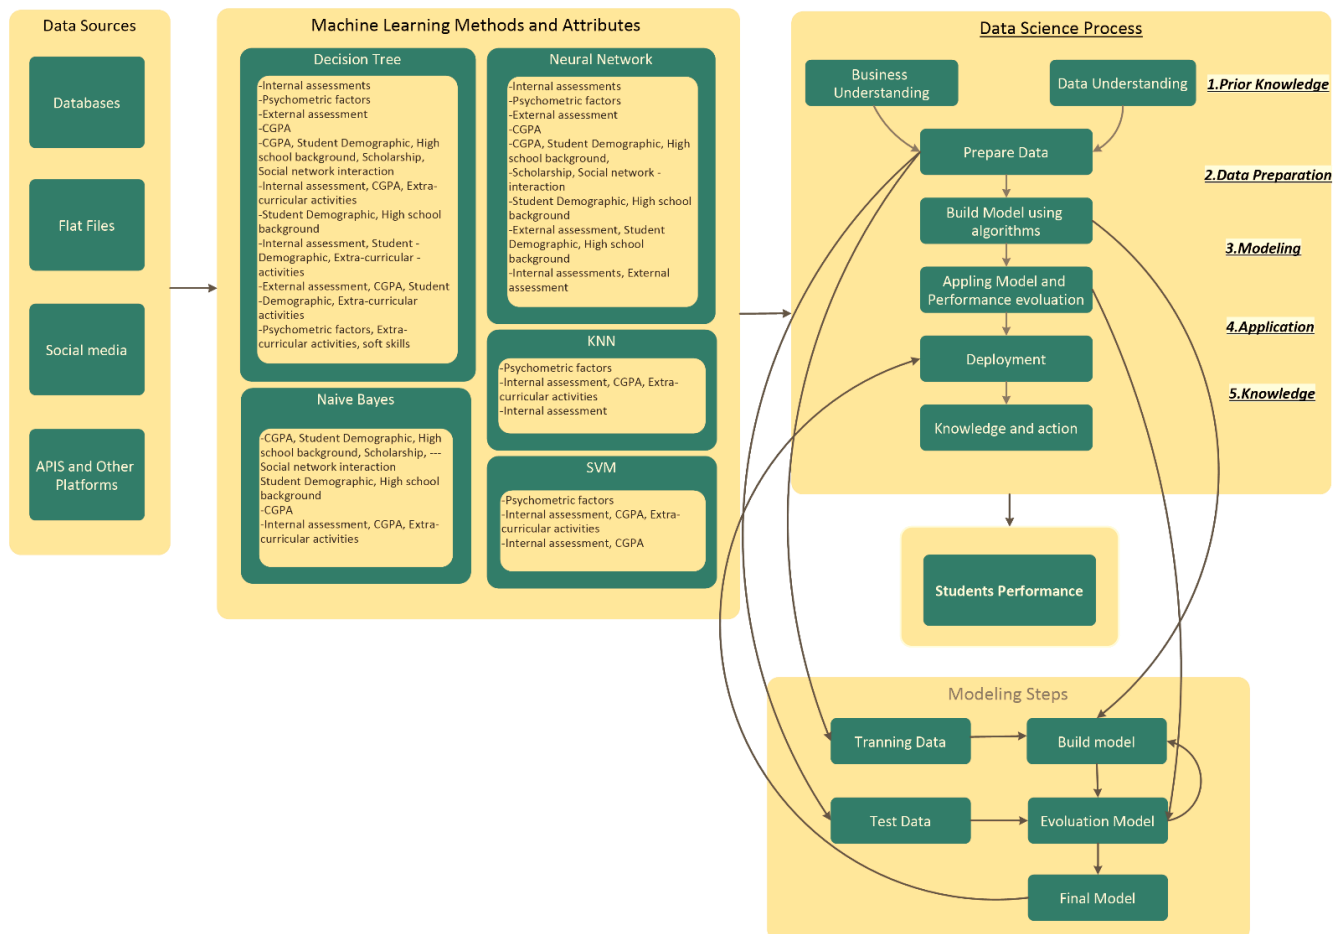 Data Sources
Databases
Flat Files
Social media
APIS and Other
Platforms
Machine Learning Methods and Attributes
Decision Tree
-Internal assessments
-Psychometric factors
-External assessment
-CGPA
-CGPA, Student Demographic, High
school background, Scholarship,
Social network interaction
-Internal assessment, CGPA, Extra-
curricular activities
-Student Demographic, High school
background
-Internal assessment, Student -
Demographic, Extra-curricular -
activities
-External assessment, CGPA, Student
-Demographic, Extra-curricular
activities
-Psychometric factors, Extra-
curricular activities, soft skills
Neural Network
-Internal assessments
-Psychometric factors
-External assessment
-CGPA
-CGPA, Student Demographic, High
school background,
-Scholarship, Social network -
interaction
-Student Demographic, High school
background
-External assessment, Student
Demographic, High school
background
-Internal assessments, External
assessment
KNN
-Psychometric factors
-Internal assessment, CGPA, Extra-
curricular activities
-Internal assessment
Naive Bayes
-CGPA, Student Demographic, High
school background, Scholarship, ---
Social network interaction
Student Demographic, High school
background
-CGPA
-Internal assessment, CGPA, Extra-
curricular activities
SVM
-Psychometric factors
-Internal assessment, CGPA, Extra-
curricular activities
-Internal assessment, CGPA
Data Science Process
Business
Understanding
Data Understanding
1.Prior Knowledge
Prepare Data
2.Data Preparation
Build Model using
algorithms
3.Modeling
Appling Model and
Performance evoluation
4.Application
Deployment
5.Knowledge
Knowledge and action
Students Performance
Modeling Steps
Tranning Data
Build model
Test Data
Evoluation Model
Final Model